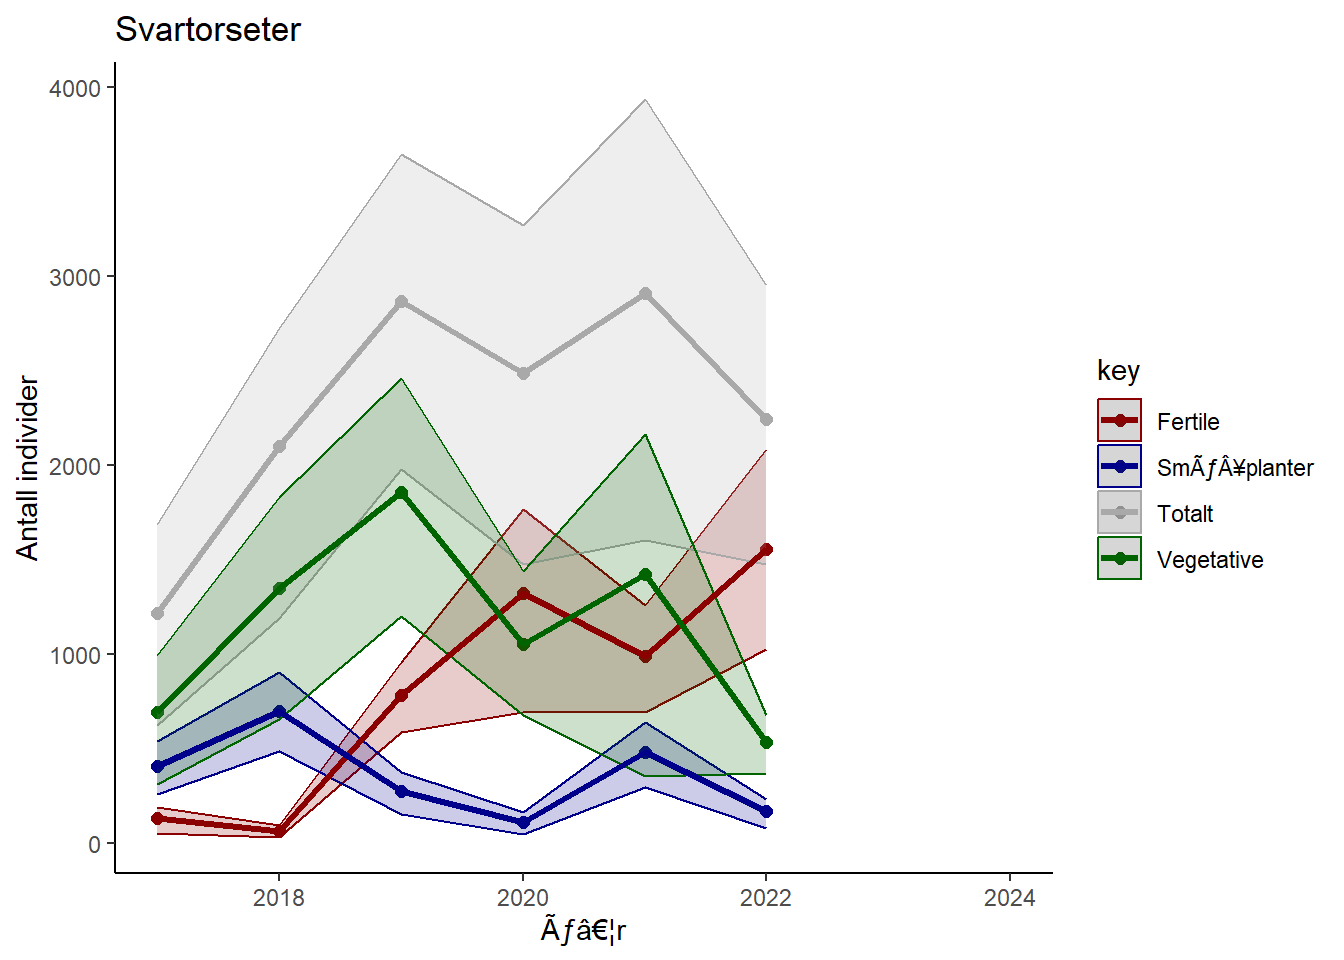 Svartorseter
4000
3000
2000
1000
0
Antall individer
2018 2020 2022 2024
Ãƒâ€¦r
key
Fertile
SmÃƒÂ¥planter
Totalt
Vegetative